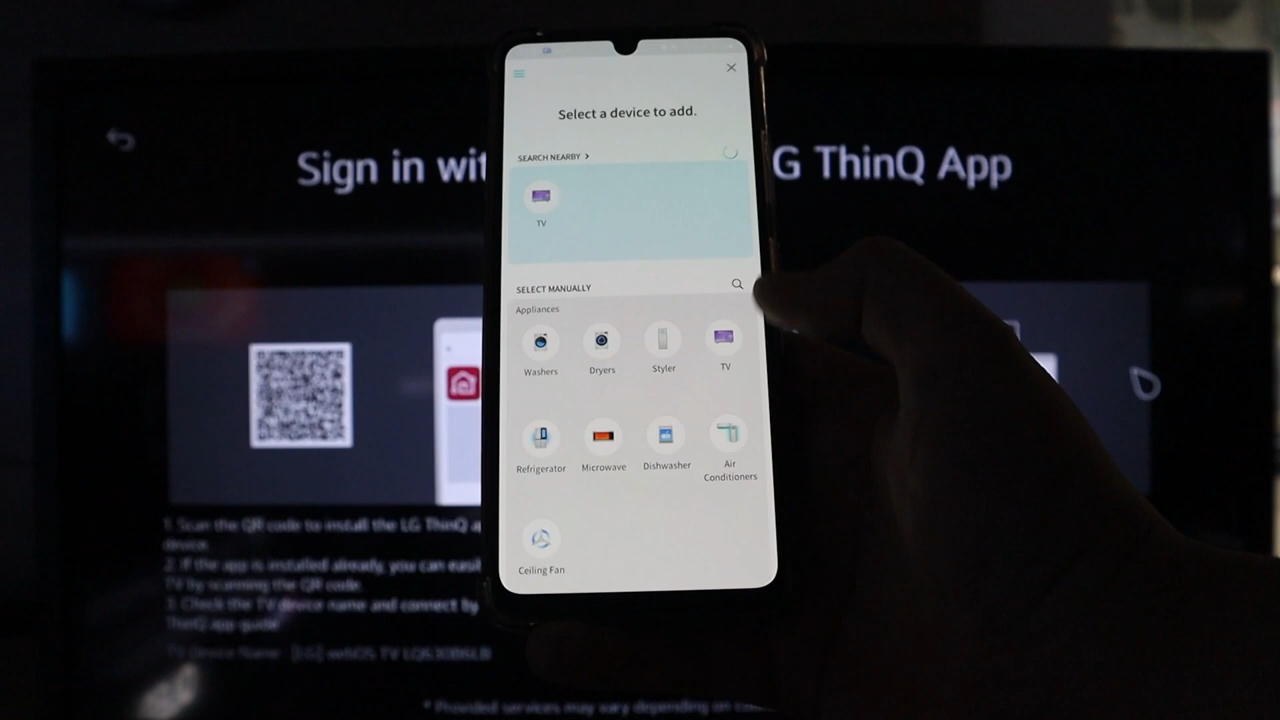 Select a device to add.
SEARCH NEARBY >
TV
SELECT MANUALLY
Appliances
Washers
Dryers
Styler
TV
Refrigerator
Microwave
Dishwasher
Air
Conditioners
Ceiling Fan
Sign in wit
G ThinQ App
1. Scan the QR code to install the LG ThinQ a
device.
2. If the app is installed already, you can easi
TV by scanning the QR code.
3. Check the TV device name and connect by
ThinQ app guide
TV Device Name : [LG] webOS TV
* Provided services may vary depending on